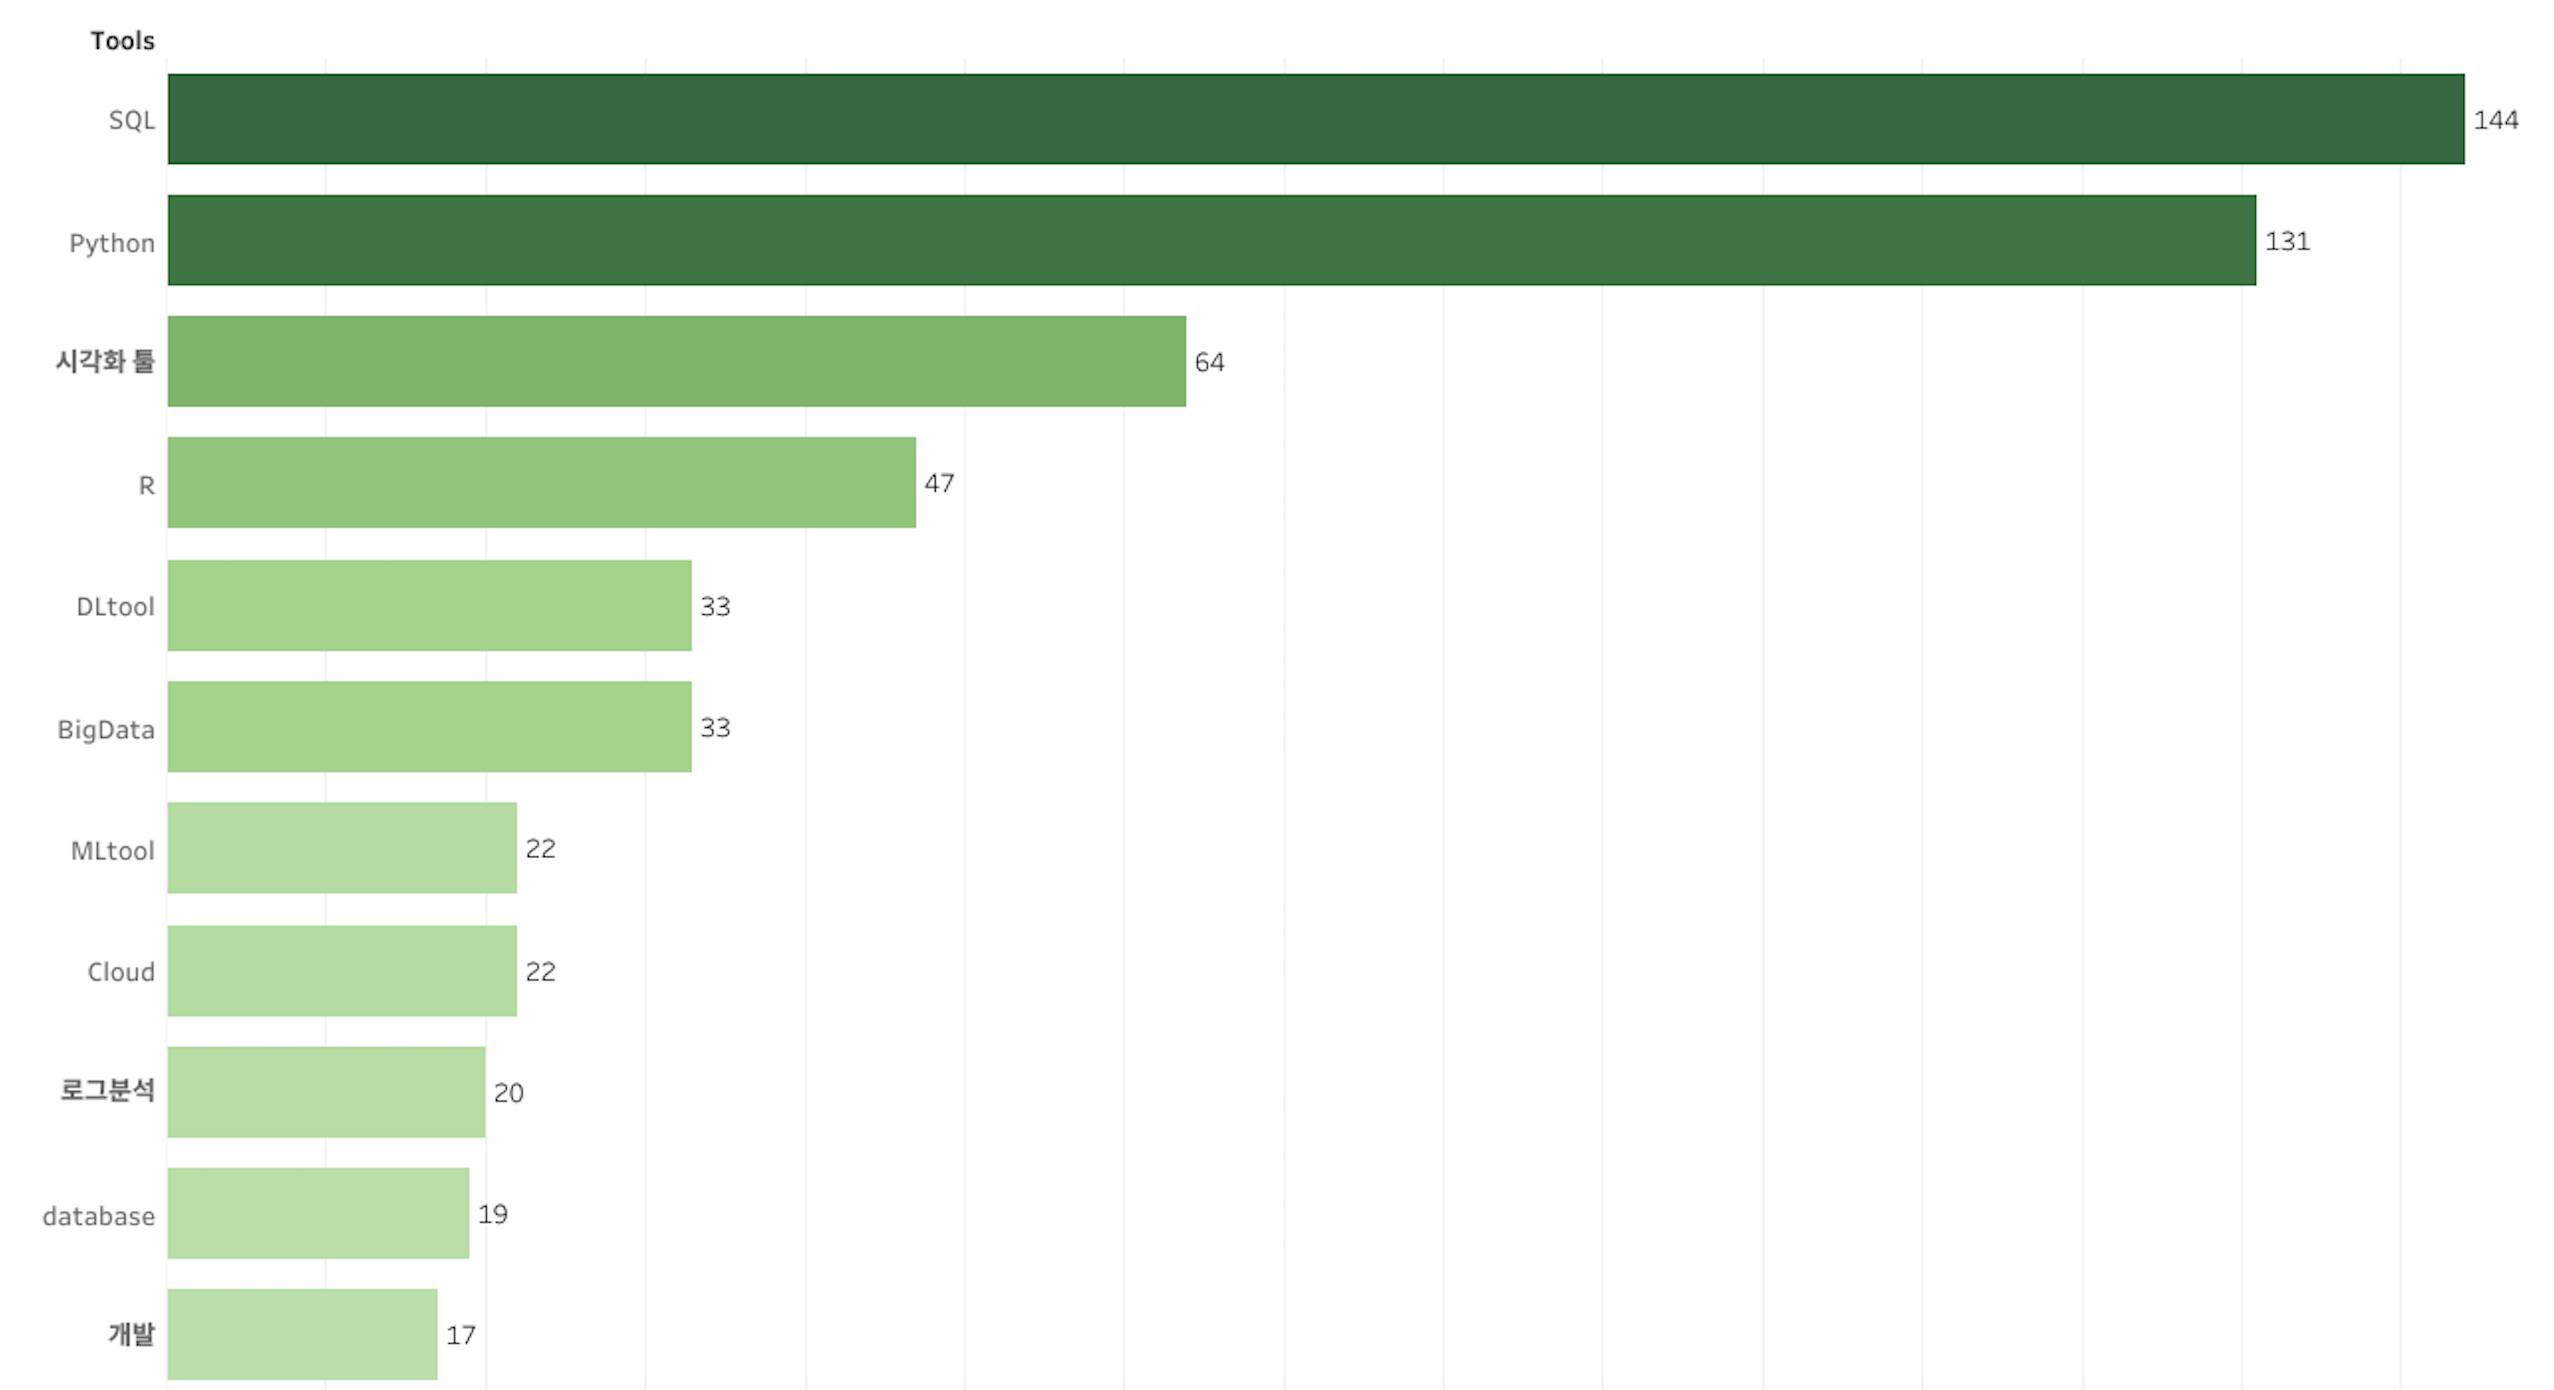 Tools
SQL 144
Python 131
시각화 툴 64
R 47
DLtool 33
BigData 33
MLtool 22
Cloud 22
로그분석 20
database 19
개발 17